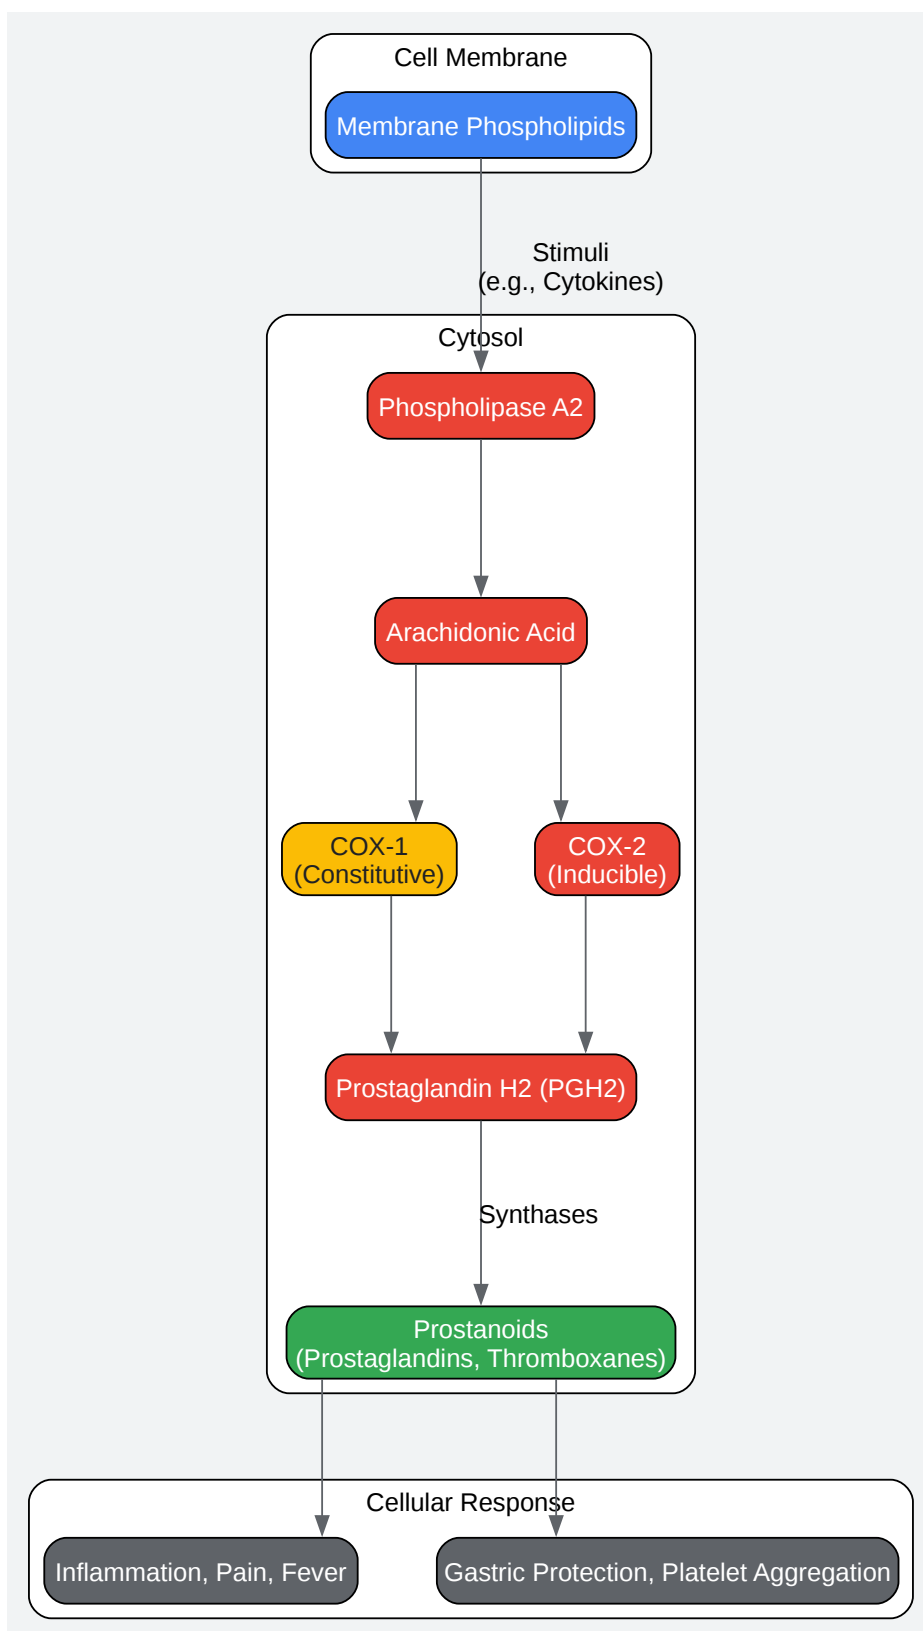 Cell Membrane
Membrane Phospholipids
Stimuli
(e.g., Cytokines)
Cytosol
Phospholipase A2
Arachidonic Acid
COX-1
(Constitutive)
COX-2
(Inducible)
Prostaglandin H2 (PGH2)
Synthases
Prostanoids
(Prostaglandins, Thromboxanes)
Cellular Response
Inflammation, Pain, Fever
Gastric Protection, Platelet Aggregation